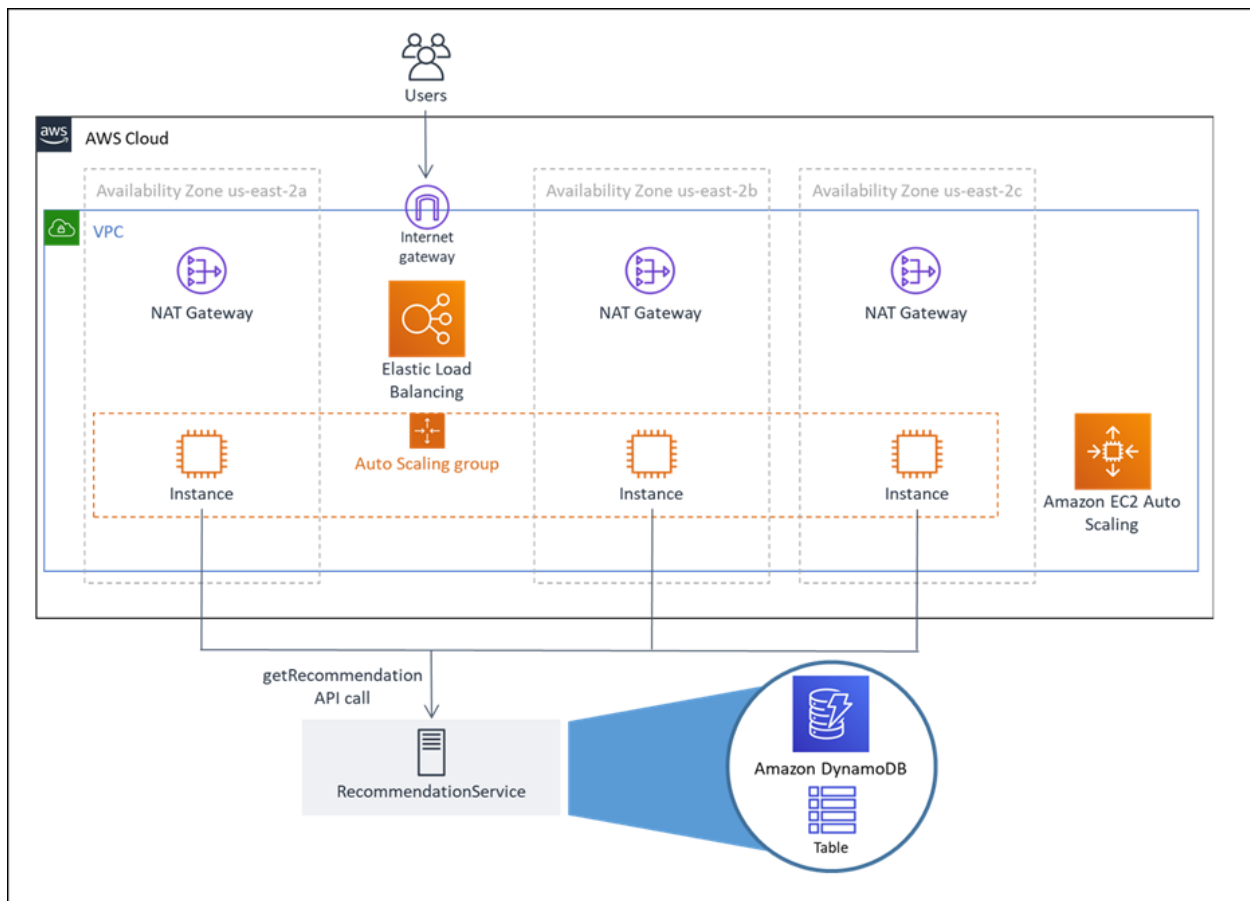 Users
aws
AWS Cloud
Availability Zone us-east-2a
Availability Zone us-east-2b
Availability Zone us-east-2c
VPC
Internet
gateway
NAT Gateway
NAT Gateway
NAT Gateway
Elastic Load
Balancing
Auto Scaling group
Instance
Instance
Instance
Amazon EC2 Auto
Scaling
getRecommendation
API call
RecommendationService
Amazon DynamoDB
Table